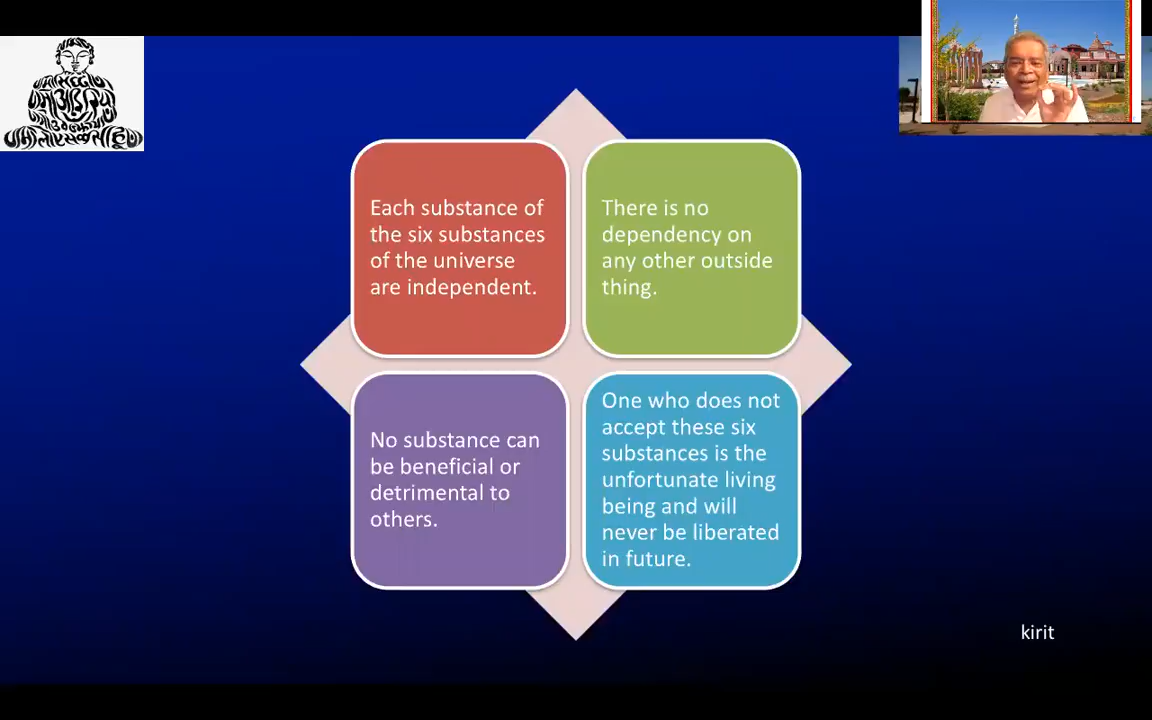 Each substance of
the six substances
of the universe
are independent.
There is no
dependency on
any other outside
thing.
No substance can
be beneficial or
detrimental to
others.
One who does not
accept these six
substances is the
unfortunate living
being and will
never be liberated
in future.
kirit